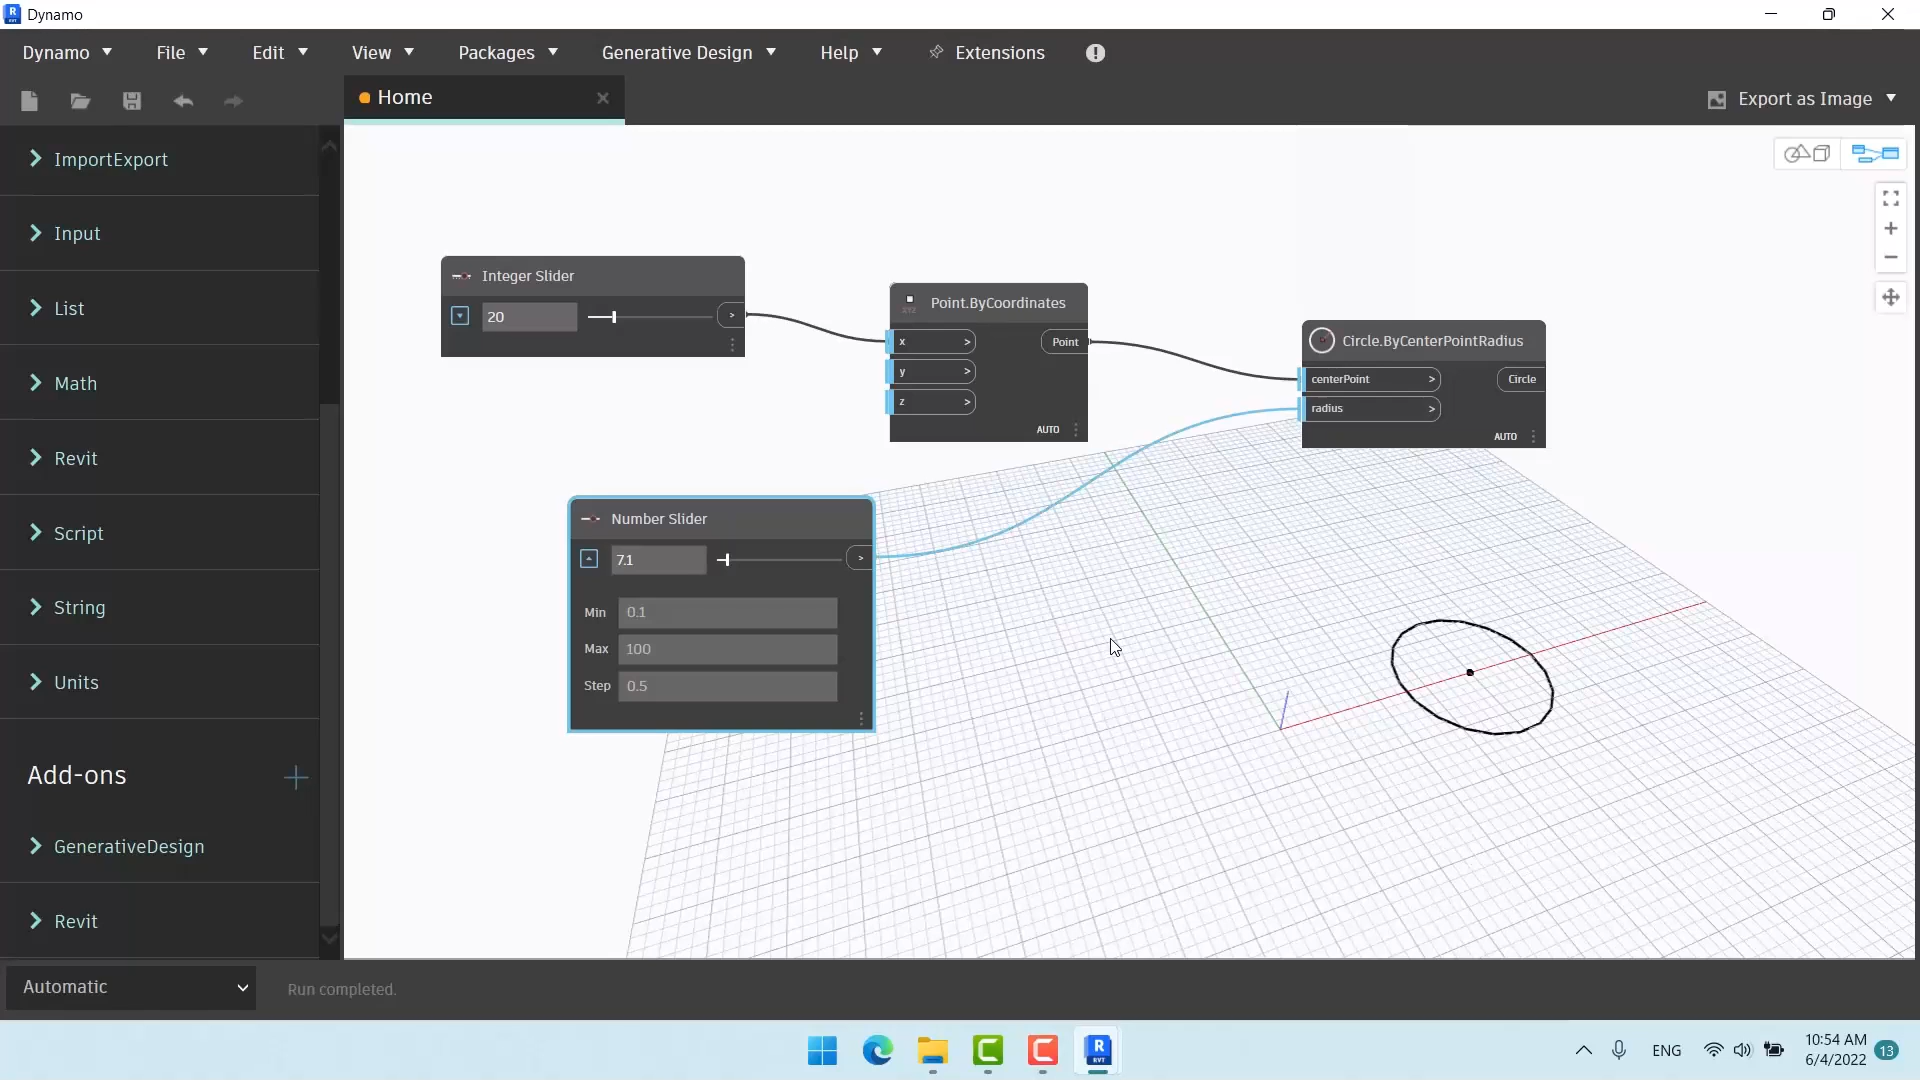 Dynamo
Dynamo File Edit View Packages Generative Design Help Extensions
Home
Export as Image
ImportExport
Input
List
Math
Revit
Script
String
Units
Add-ons
GenerativeDesign
Revit
Integer Slider
20
>
Point.ByCoordinates
XYZ
x >
Point
y >
z >
AUTO
Circle.ByCenterPointRadius
centerPoint >
Circle
radius >
AUTO
Number Slider
7.1
>
Min 0.1
Max 100
Step 0.5
Automatic
Run completed.
R
RVT
ENG
10:54 AM
6/4/2022
13